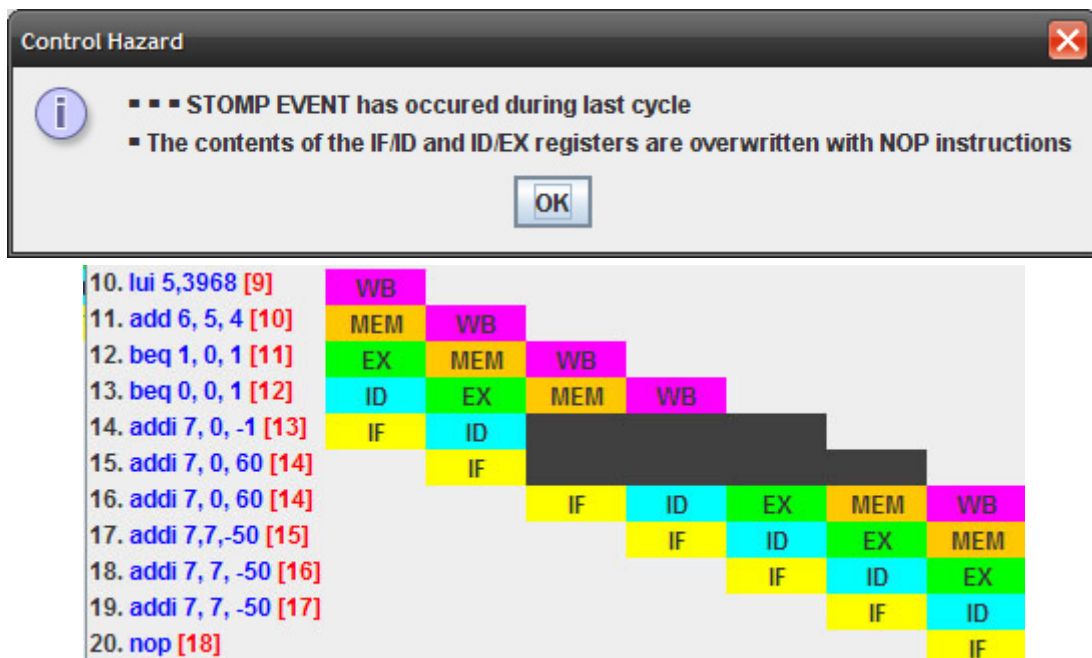 Control Hazard
▪ ▪ ▪ STOMP EVENT has occured during last cycle
▪ The contents of the IF/ID and ID/EX registers are overwritten with NOP instructions
OK
10. lui 5,3968 [9] WB
11. add 6, 5, 4 [10] MEM WB
12. beq 1, 0, 1 [11] EX MEM WB
13. beq 0, 0, 1 [12] ID EX MEM WB
14. addi 7, 0, -1 [13] IF ID
15. addi 7, 0, 60 [14] IF
16. addi 7, 0, 60 [14] IF ID EX MEM WB
17. addi 7,7,-50 [15] IF ID EX MEM
18. addi 7, 7, -50 [16] IF ID EX
19. addi 7, 7, -50 [17] IF ID
20. nop [18] IF